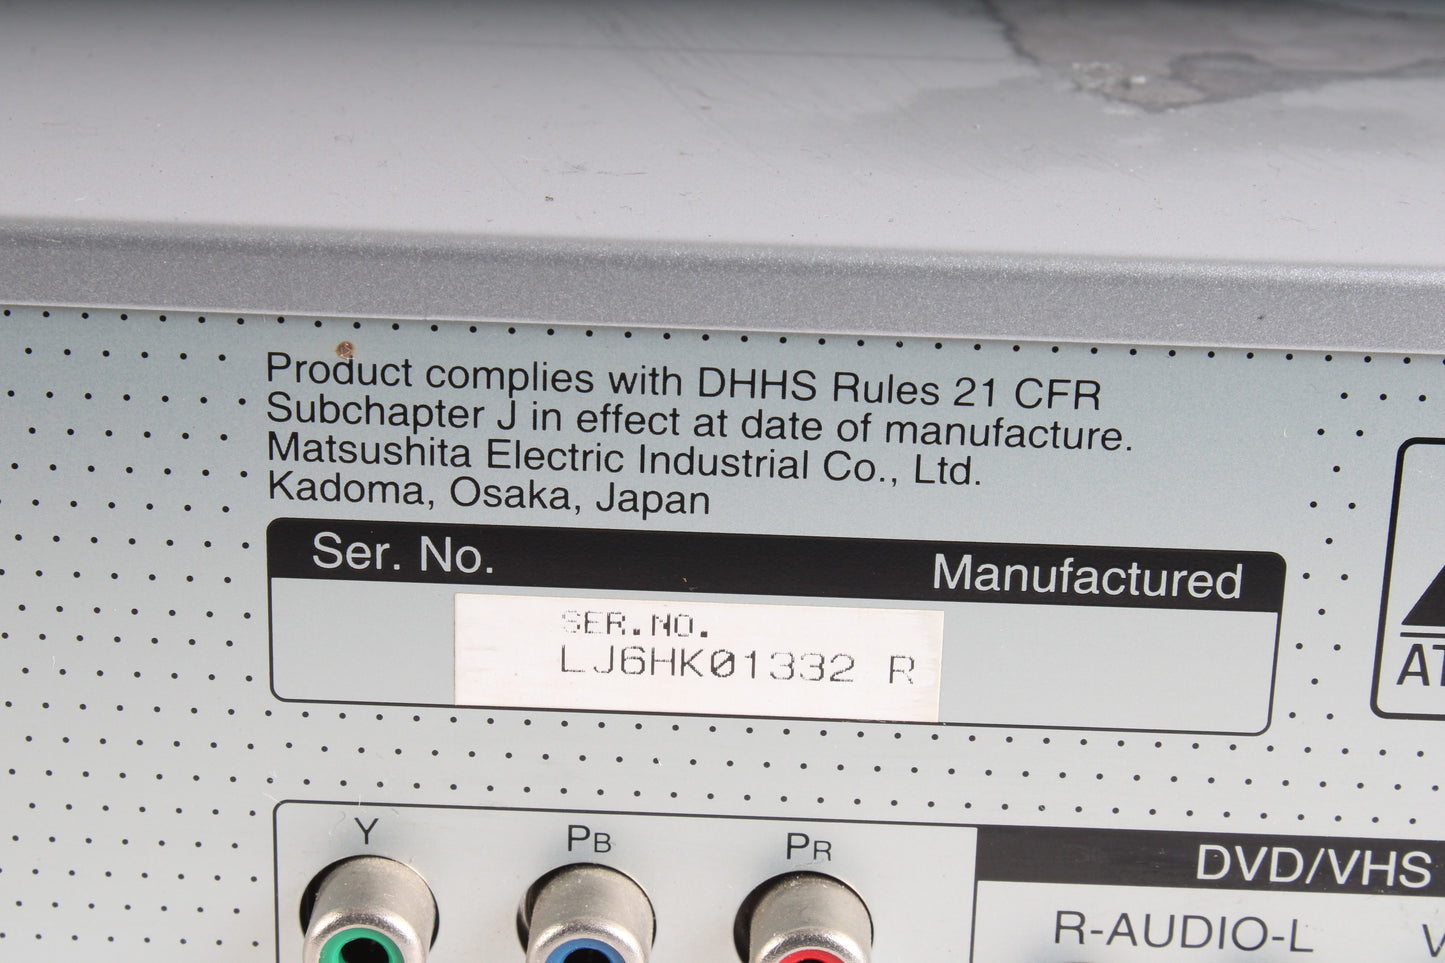 Product complies with DHHS Rules 21 CFR
Subchapter J in effect at date of manufacture.
Matsushita Electric Industrial Co., Ltd.
Kadoma, Osaka, Japan
Ser. No. Manufactured
SER.NO.
LJ6HK01332 R
AT
Y PB PR
DVD/VHS
R-AUDIO-L V